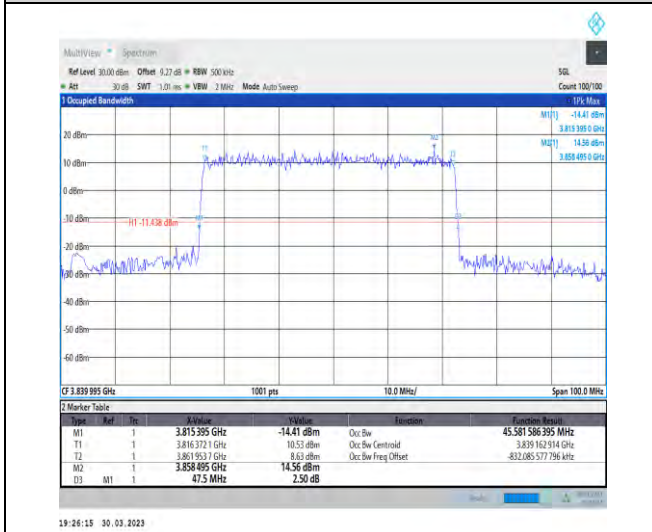 MultiView Spectrum
Ref Level 30.00 dBm Offset 9.27 dB RBW 500 kHz SGL
Att 30 dB SWT 1.01 ms VBW 2 MHz Mode Auto Sweep Count 100/100
1 Occupied Bandwidth 1Pk Max
M1[1] -14.41 dBm
3.815 395 0 GHz
20 dBm
M2[1] 14.56 dBm
3.858 495 0 GHz
M2
T1
T2
10 dBm
0 dBm
-10 dBm
H1 -11.438 dBm
M1
D3
-20 dBm
-30 dBm
-40 dBm
-50 dBm
-60 dBm
CF 3.839 995 GHz 1001 pts 10.0 MHz/ Span 100.0 MHz
2 Marker Table
Type Ref Trc X-Value Y-Value Function Function Result
M1 1 3.815 395 GHz -14.41 dBm Occ Bw 45.581 586 395 MHz
T1 1 3.816 372 1 GHz 10.53 dBm Occ Bw Centroid 3.839 162 914 GHz
T2 1 3.861 953 7 GHz 8.63 dBm Occ Bw Freq Offset -832.085 577 796 kHz
M2 1 3.858 495 GHz 14.56 dBm
D3 M1 1 47.5 MHz 2.50 dB
19:26:15 30.03.2023